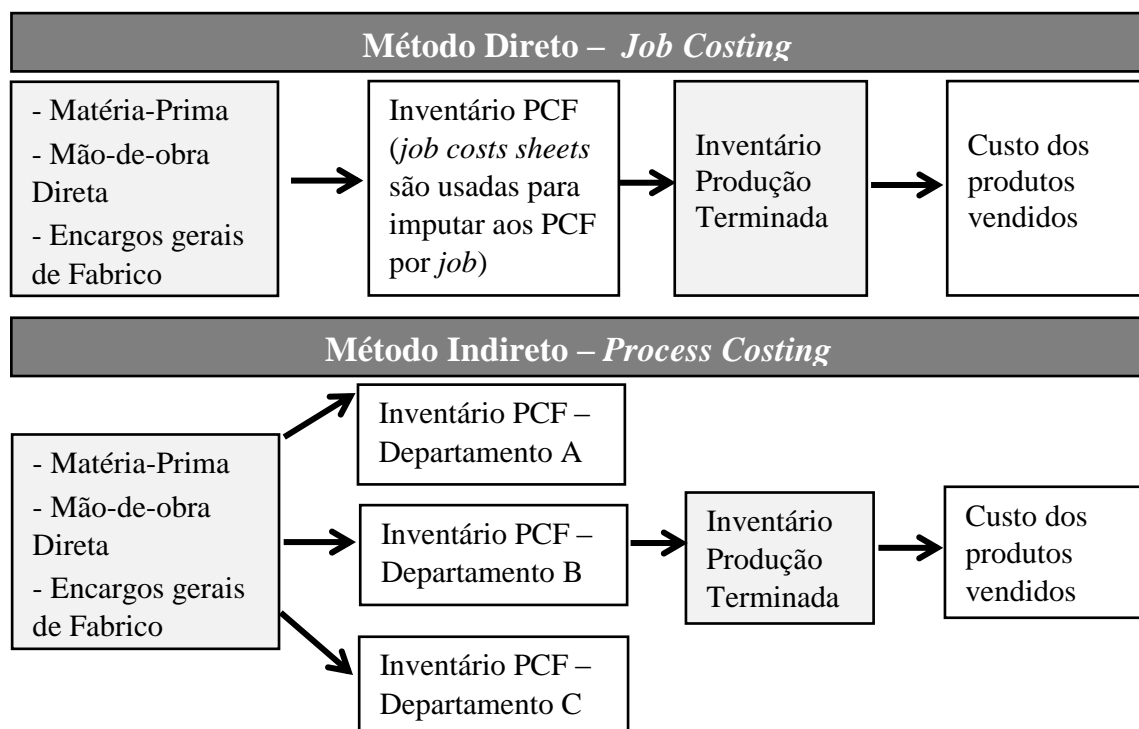 Método Direto – Job Costing
- Matéria-Prima
- Mão-de-obra
Direta
- Encargos gerais
de Fabrico
Inventário PCF
(job costs sheets
são usadas para
imputar aos PCF
por job)
Inventário
Produção
Terminada
Custo dos
produtos
vendidos
Método Indireto – Process Costing
- Matéria-Prima
- Mão-de-obra
Direta
- Encargos gerais
de Fabrico
Inventário PCF –
Departamento A
Inventário PCF –
Departamento B
Inventário PCF –
Departamento C
Inventário
Produção
Terminada
Custo dos
produtos
vendidos